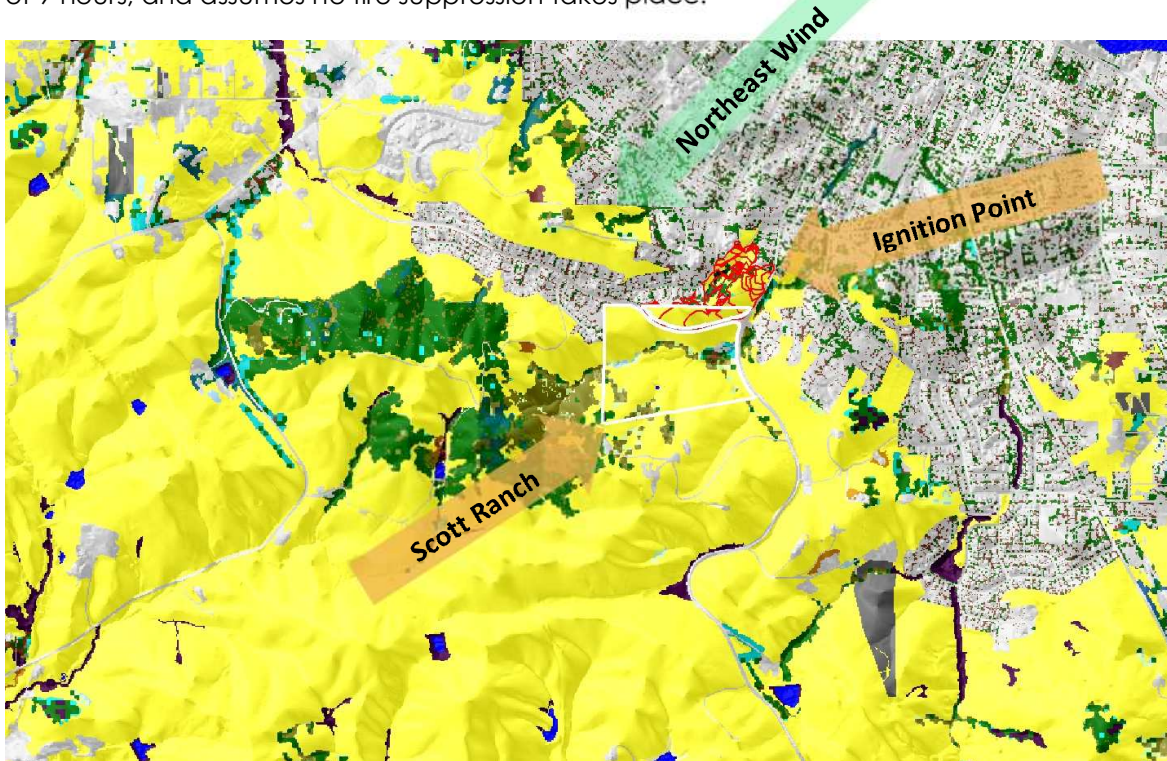 of 9 hours, and assumes no fire suppression takes place.
Northeast Wind
Ignition Point
Scott Ranch